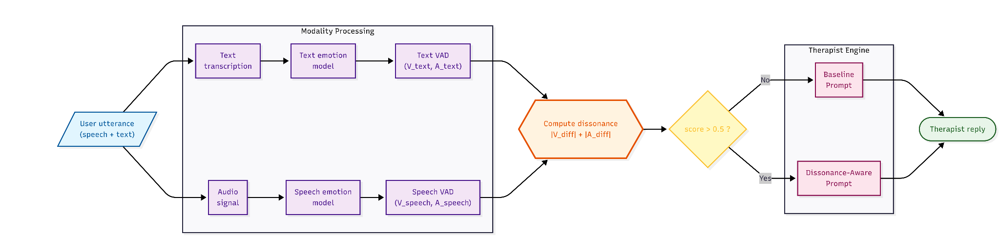 Modality Processing
Text
transcription
Text emotion
model
Text VAD
(V_text, A_text)
User utterance
(speech + text)
Audio
signal
Speech emotion
model
Speech VAD
(V_speech, A_speech)
Compute dissonance
|V_diff| + |A_diff|
score > 0.5 ?
No
Yes
Therapist Engine
Baseline
Prompt
Dissonance-Aware
Prompt
Therapist reply